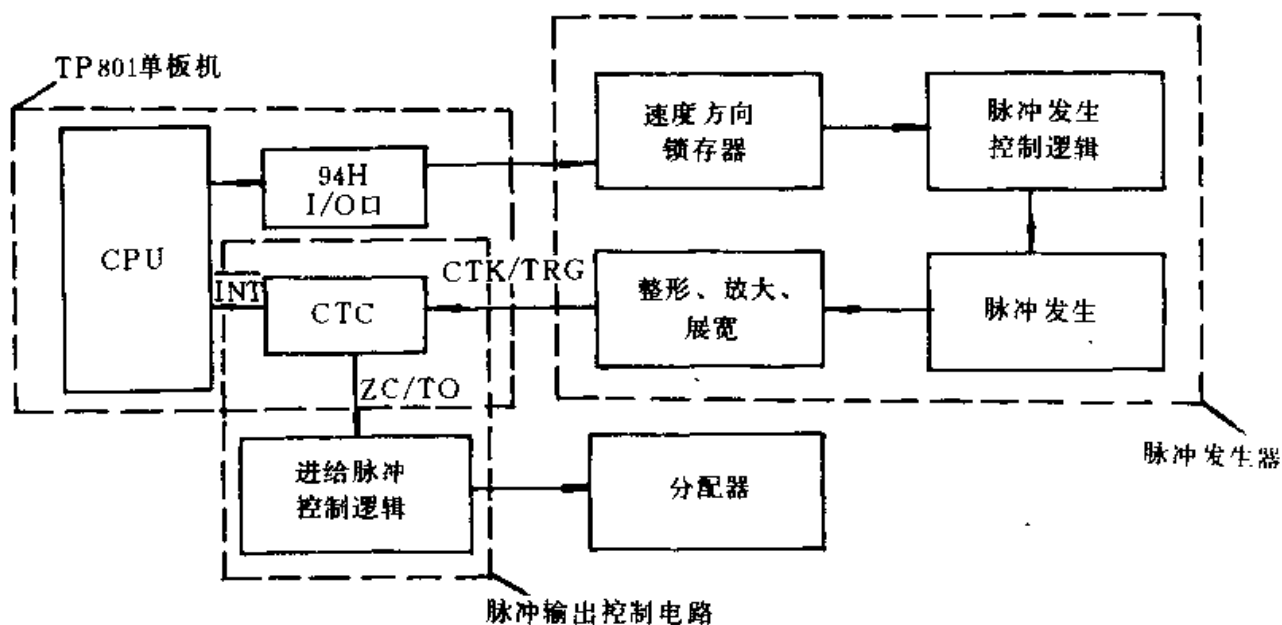 TP801单板机
速度方向
锁存器
脉冲发生
控制逻辑
94H
I/O口
CPU
INT
CTC
CTK/TRG
整形、放大、
展宽
脉冲发生
ZC/TO
进给脉冲
控制逻辑
分配器
脉冲发生器
脉冲输出控制电路